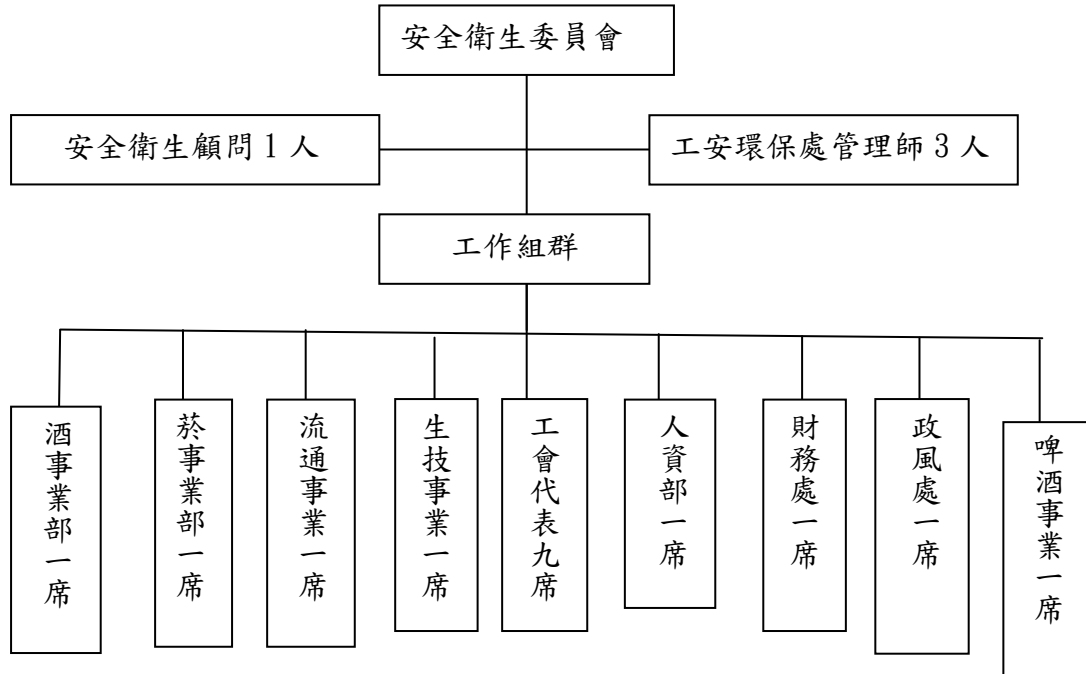 安全衛生委員會
安全衛生顧問1人
工安環保處管理師3人
工作組群
酒事業部一席
菸事業部一席
流通事業一席
生技事業一席
工會代表九席
人資部一席
財務處一席
政風處一席
啤酒事業一席